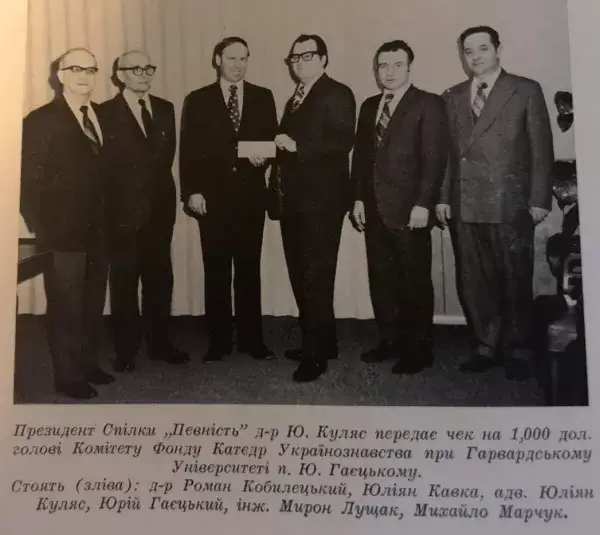 Президент Спілки „Певність" д-р Ю. Куляс передає чек на 1,000 дол.
голові Комітету Фонду Катедр Українознавства при Гарвардському
Університеті п. Ю. Гаєцькому.
Стоять (зліва): д-р Роман Кобилецький, Юліян Кавка, адв. Юліян
Куляс, Юрій Гаєцький, інж. Мирон Лущак, Михайло Марчук.